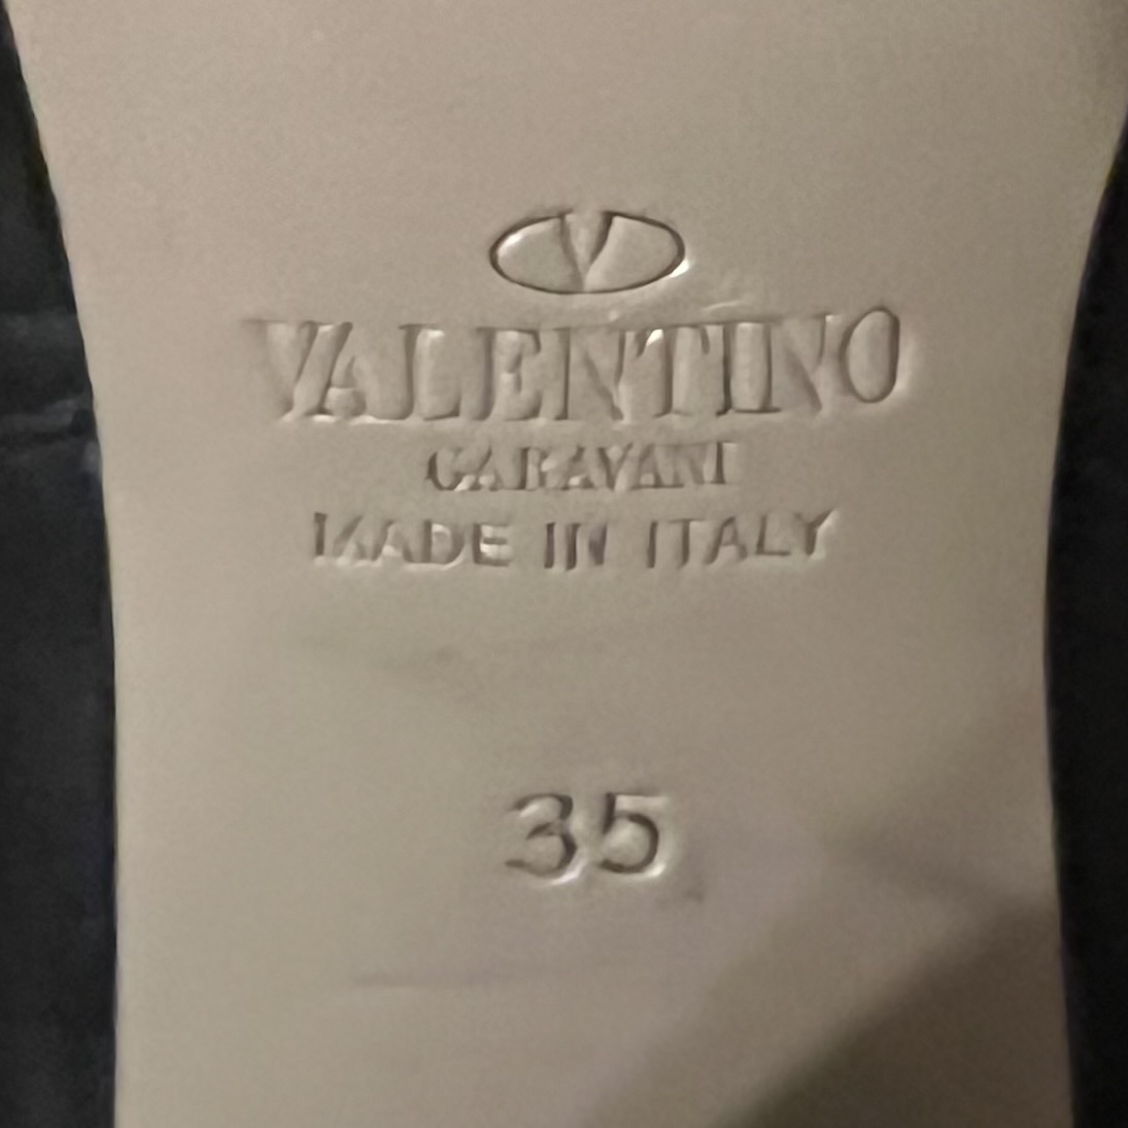 V
VALENTINO
GARAVANI
MADE IN ITALY
35